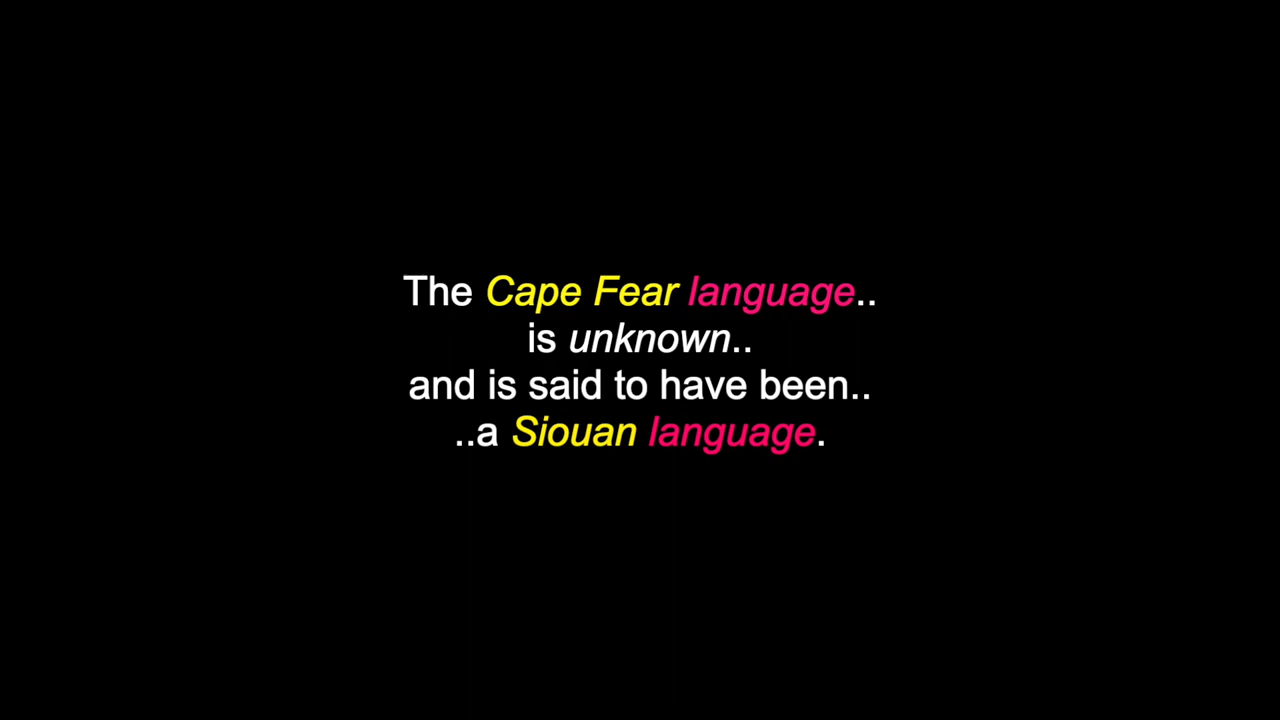 The Cape Fear language..
is unknown..
and is said to have been..
..a Siouan language.